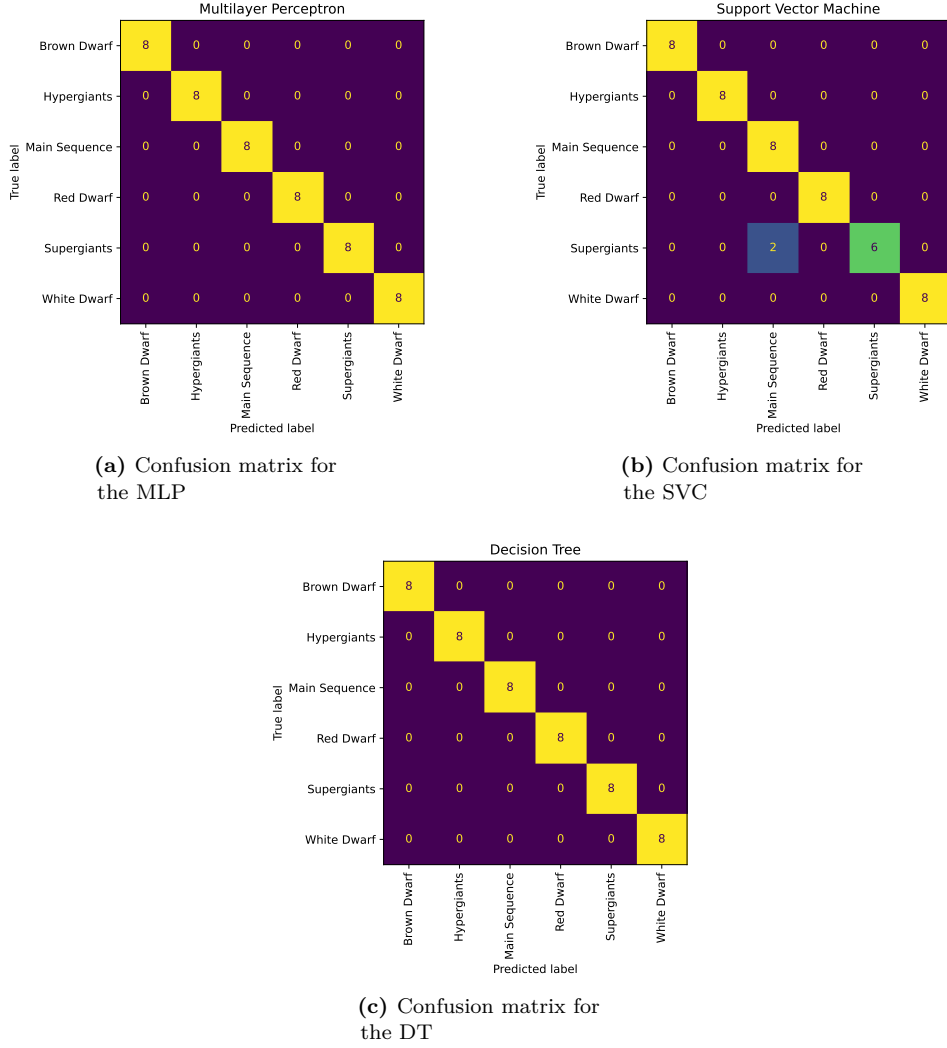 Multilayer Perceptron
True label
Brown Dwarf 8 0 0 0 0 0
Hypergiants 0 8 0 0 0 0
Main Sequence 0 0 8 0 0 0
Red Dwarf 0 0 0 8 0 0
Supergiants 0 0 0 0 8 0
White Dwarf 0 0 0 0 0 8
Brown Dwarf Hypergiants Main Sequence Red Dwarf Supergiants White Dwarf
Predicted label
(a) Confusion matrix for
the MLP
Support Vector Machine
True label
Brown Dwarf 8 0 0 0 0 0
Hypergiants 0 8 0 0 0 0
Main Sequence 0 0 8 0 0 0
Red Dwarf 0 0 0 8 0 0
Supergiants 0 0 2 0 6 0
White Dwarf 0 0 0 0 0 8
Brown Dwarf Hypergiants Main Sequence Red Dwarf Supergiants White Dwarf
Predicted label
(b) Confusion matrix for
the SVC
Decision Tree
True label
Brown Dwarf 8 0 0 0 0 0
Hypergiants 0 8 0 0 0 0
Main Sequence 0 0 8 0 0 0
Red Dwarf 0 0 0 8 0 0
Supergiants 0 0 0 0 8 0
White Dwarf 0 0 0 0 0 8
Brown Dwarf Hypergiants Main Sequence Red Dwarf Supergiants White Dwarf
Predicted label
(c) Confusion matrix for
the DT